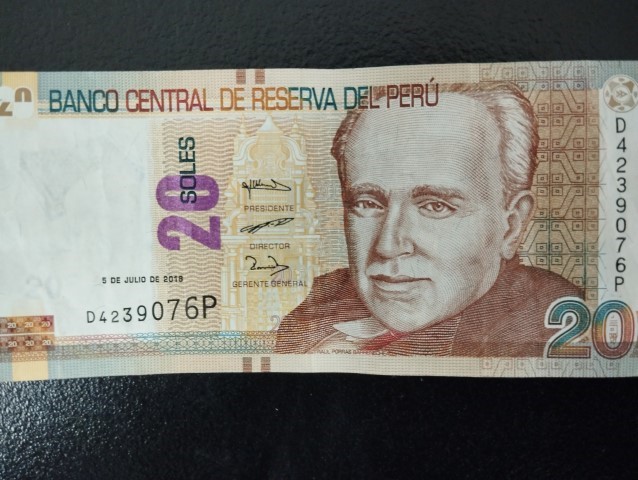 BANCO CENTRAL DE RESERVA DEL PERÚ
20
20 SOLES
PRESIDENTE
DIRECTOR
GERENTE GENERAL
5 DE JULIO DE 2018
D4239076P
D4239076P
20